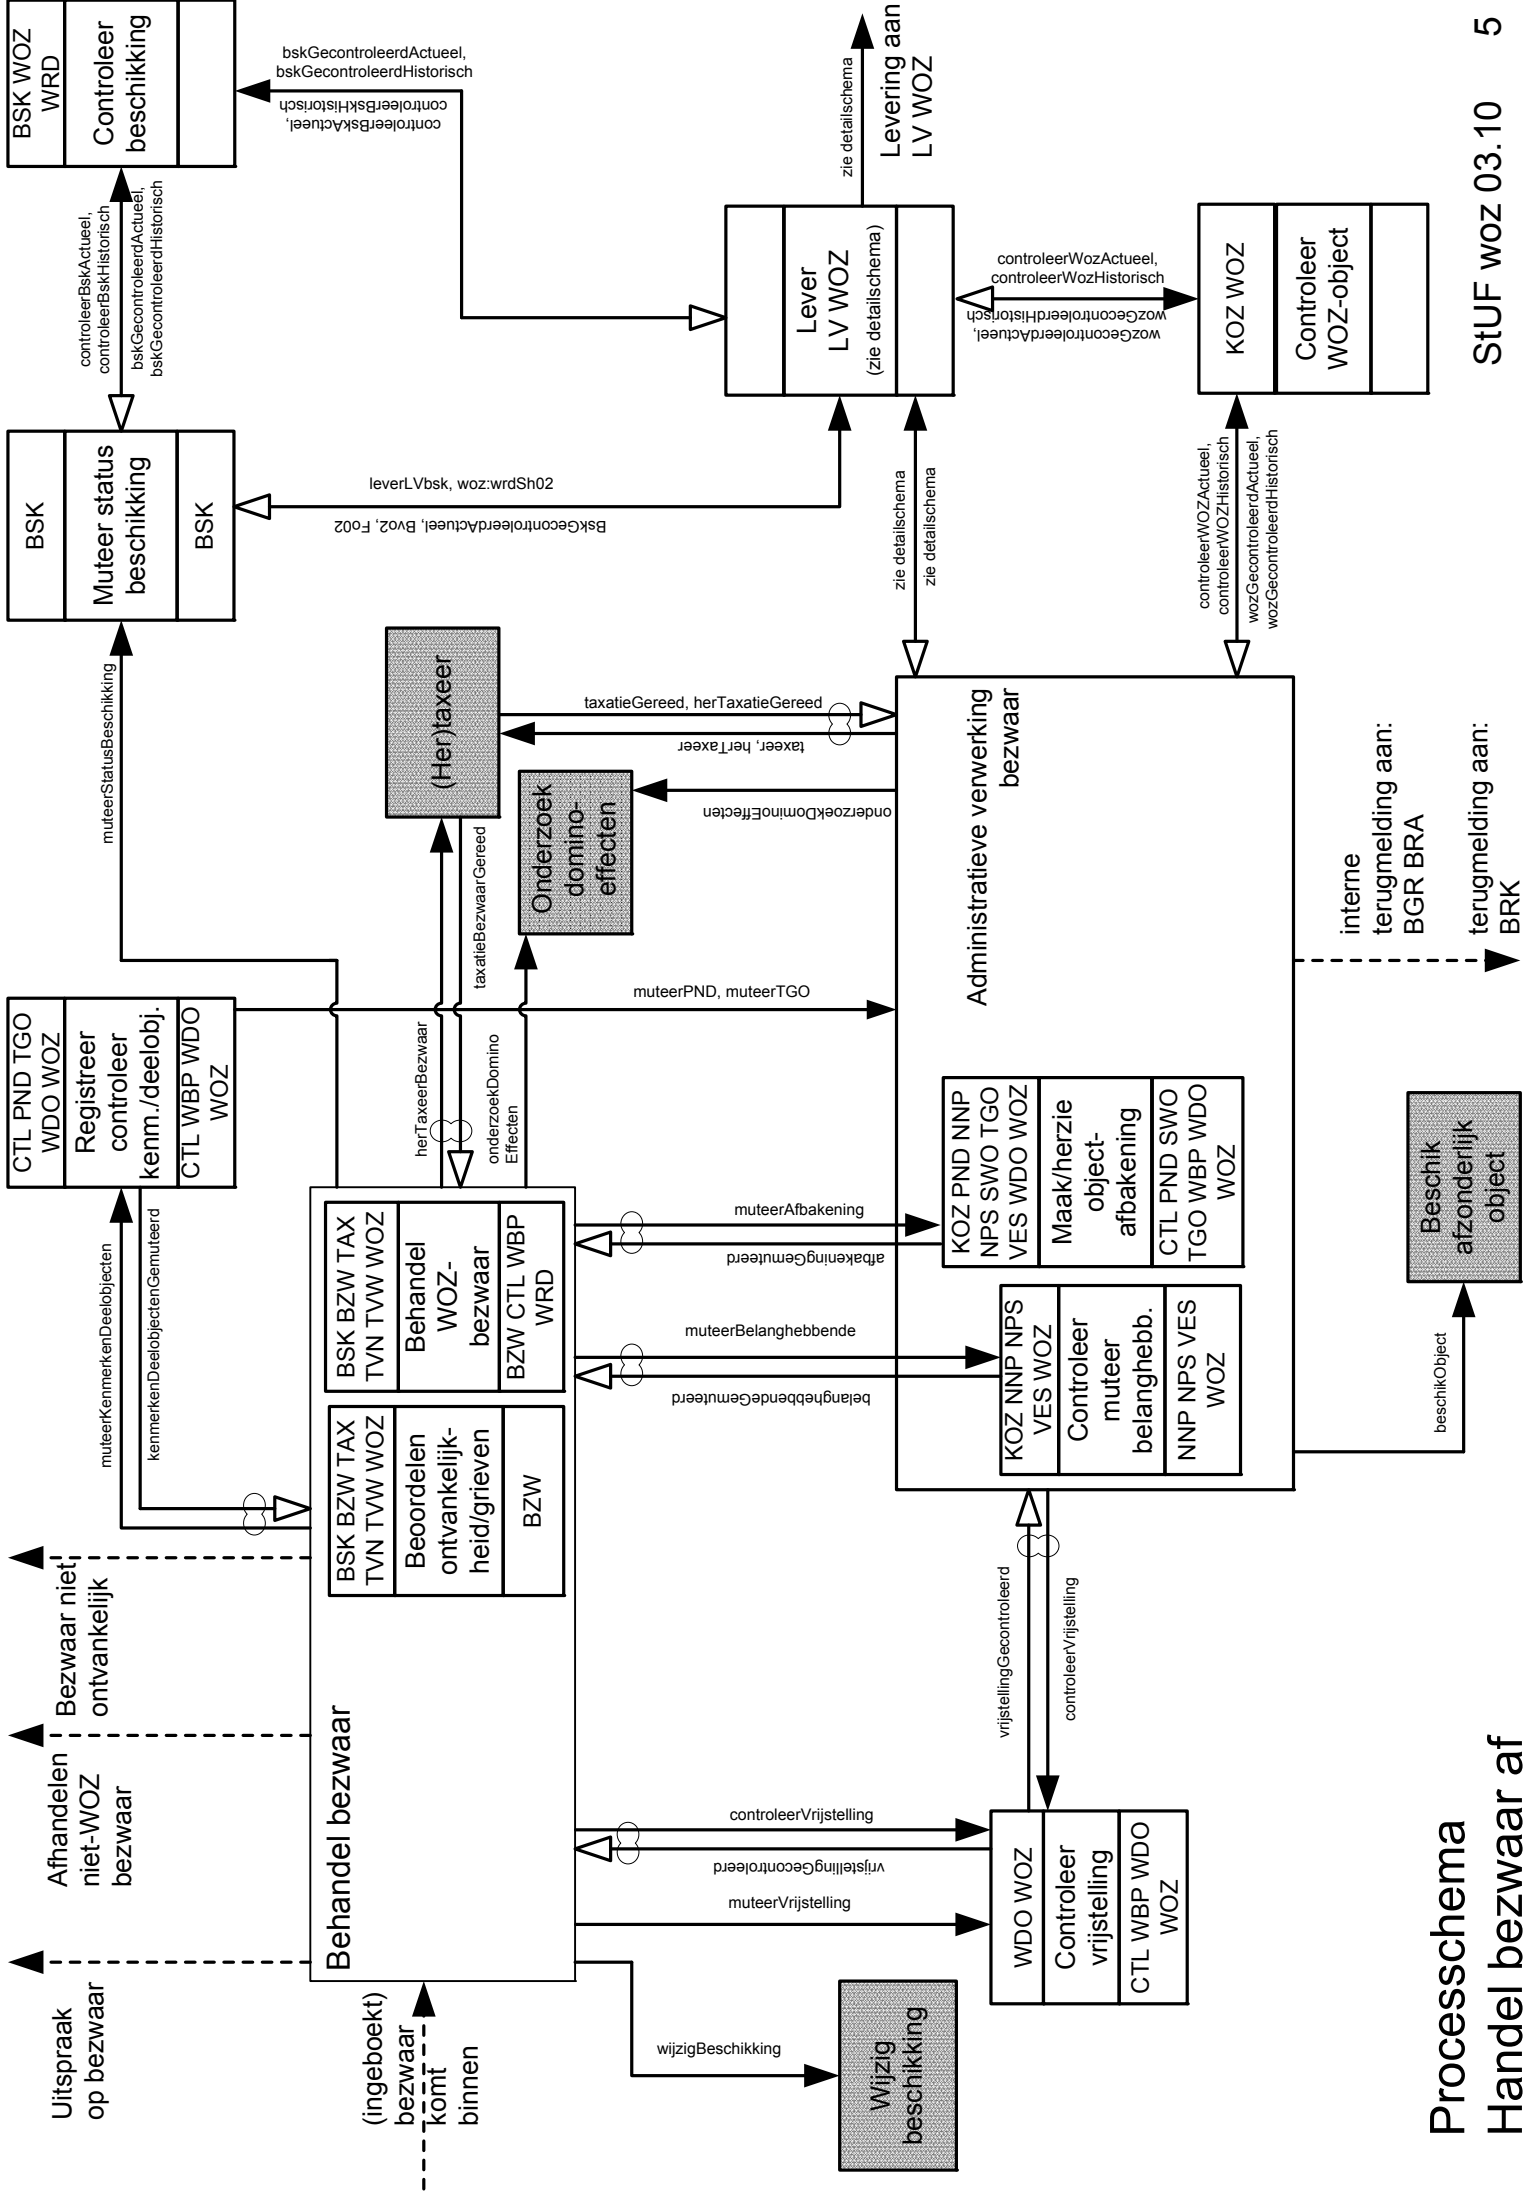 Uitspraak
op bezwaar
Afhandelen
niet-WOZ
bezwaar
Bezwaar niet
ontvankelijk
muteerKenmerkenDeelobjecten
kenmerkenDeelobjectenGemuteerd
CTL PND TGO
WDO WOZ
Registreer
controleer
kenm./deelobj.
CTL WBP WDO
WOZ
muteerStatusBeschikking
BSK
Muteer status
beschikking
BSK
controleerBskActueel,
controleerBskHistorisch
bskGecontroleerdActueel,
bskGecontroleerdHistorisch
BSK WOZ
WRD
Controleer
beschikking
bskGecontroleerdActueel,
bskGecontroleerdHistorisch
controleerBskActueel,
controleerBskHistorisch
(ingeboekt)
bezwaar
komt
binnen
Behandel bezwaar
BSK BZW TAX
TVN TVW WOZ
Beoordelen
ontvankelijk-
heid/grieven
BZW
BSK BZW TAX
TVN TVW WOZ
Behandel
WOZ-
bezwaar
BZW CTL WBP
WRD
herTaxeerBezwaar
taxatieBezwaarGereed
onderzoekDomino
Effecten
(Her)taxeer
Onderzoek
domino-
effecten
leverLVbsk, woz:wrdSh02
BskGecontroleerdActueel, Bvo2, Fo02
taxatieGereed, herTaxatieGereed
taxeer, herTaxeer
onderzoekDominoEffecten
muteerPND, muteerTGO
muteerAfbakening
afbakeningGemuteerd
muteerBelanghebbende
belanghebbendeGemuteerd
controleerVrijstelling
vrijstellingGecontroleerd
muteerVrijstelling
wijzigBeschikking
Wijzig
beschikking
WDO WOZ
Controleer
vrijstelling
CTL WBP WDO
WOZ
vrijstellingGecontroleerd
controleerVrijstelling
Administratieve verwerking
bezwaar
KOZ NNP NPS
VES WOZ
Controleer
muteer
belanghebb.
NNP NPS VES
WOZ
KOZ PND NNP
NPS SWO TGO
VES WDO WOZ
Maak/herzie
object-
afbakening
CTL PND SWO
TGO WBP WDO
WOZ
zie detailschema
zie detailschema
Lever
LV WOZ
(zie detailschema)
zie detailschema
Levering aan
LV WOZ
controleerWozActueel,
controleerWozHistorisch
wozGecontroleerdActueel,
wozGecontroleerdHistorisch
controleerWOZActueel,
controleerWOZHistorisch
wozGecontroleerdActueel,
wozGecontroleerdHistorisch
KOZ WOZ
Controleer
WOZ-object
beschikObject
Beschik
afzonderlijk
object
interne
terugmelding aan:
BGR BRA
terugmelding aan:
BRK
Processchema
Handel bezwaar af
StUF woz 03.10 5